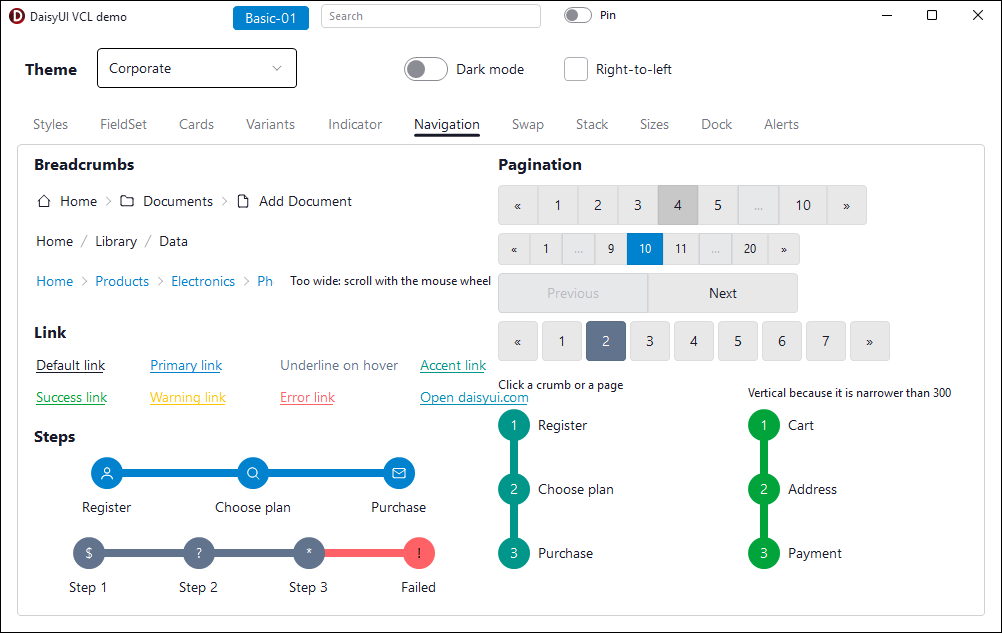 DaisyUI VCL demo
Basic-01
Search
Pin
Theme
Corporate
Dark mode
Right-to-left
Styles FieldSet Cards Variants Indicator Navigation Swap Stack Sizes Dock Alerts
Breadcrumbs
Home Documents Add Document
Home / Library / Data
Home Products Electronics Ph
Too wide: scroll with the mouse wheel
Link
Default link Primary link Underline on hover Accent link
Success link Warning link Error link Open daisyui.com
Steps
Register Choose plan Purchase
$ ? * !
Step 1 Step 2 Step 3 Failed
Pagination
« 1 2 3 4 5 ... 10 »
« 1 ... 9 10 11 ... 20 »
Previous Next
« 1 2 3 4 5 6 7 »
Click a crumb or a page
1 Register
2 Choose plan
3 Purchase
Vertical because it is narrower than 300
1 Cart
2 Address
3 Payment